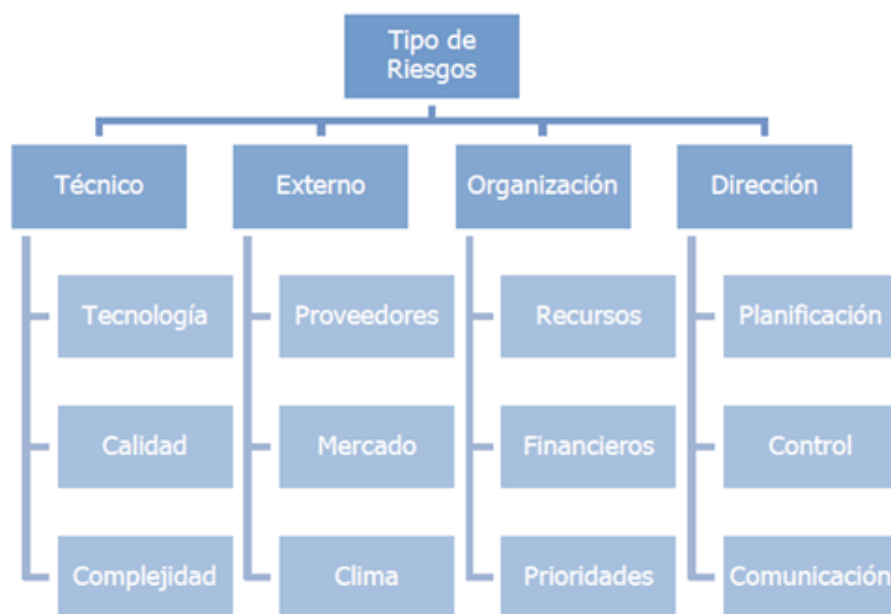 Tipo de
Riesgos
Técnico
Externo
Organización
Dirección
Tecnología
Proveedores
Recursos
Planificación
Calidad
Mercado
Financieros
Control
Complejidad
Clima
Prioridades
Comunicación